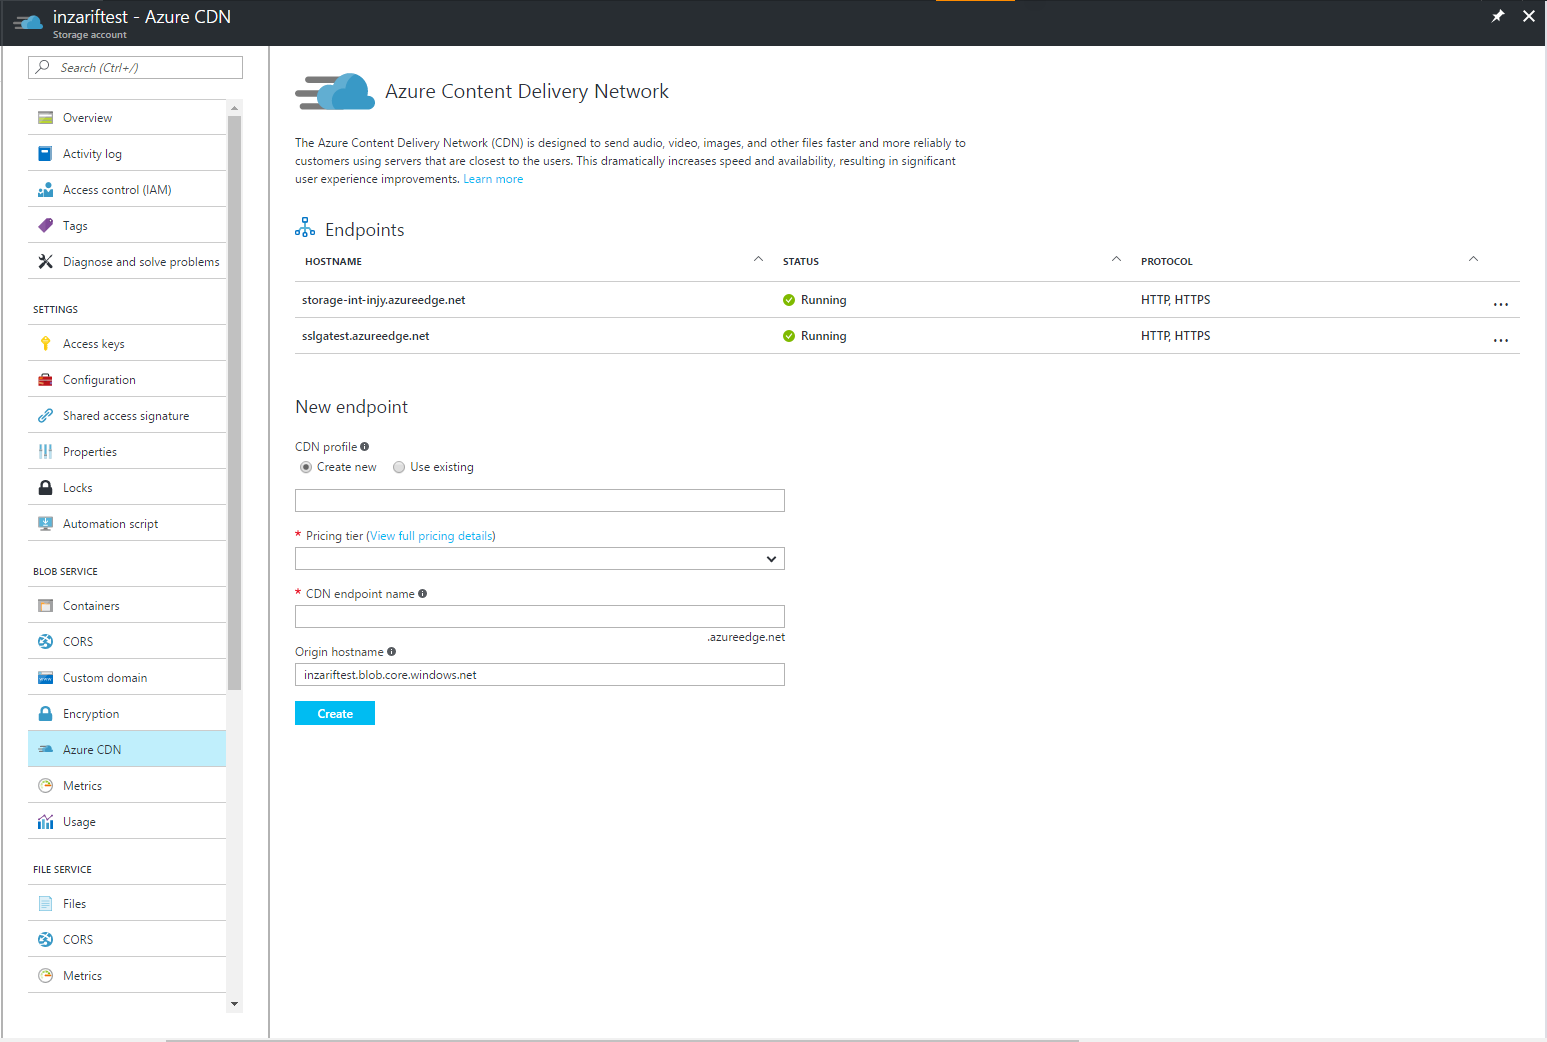 inzariftest - Azure CDN
Storage account
Search (Ctrl+/)
Overview
Activity log
Access control (IAM)
Tags
Diagnose and solve problems
SETTINGS
Access keys
Configuration
Shared access signature
Properties
Locks
Automation script
BLOB SERVICE
Containers
CORS
Custom domain
Encryption
Azure CDN
Metrics
Usage
FILE SERVICE
Files
CORS
Metrics
Azure Content Delivery Network
The Azure Content Delivery Network (CDN) is designed to send audio, video, images, and other files faster and more reliably to
customers using servers that are closest to the users. This dramatically increases speed and availability, resulting in significant
user experience improvements. Learn more
Endpoints
HOSTNAME STATUS PROTOCOL
storage-int-injy.azureedge.net Running HTTP, HTTPS ...
sslgatest.azureedge.net Running HTTP, HTTPS ...
New endpoint
CDN profile
Create new Use existing
* Pricing tier (View full pricing details)
* CDN endpoint name
.azureedge.net
Origin hostname
inzariftest.blob.core.windows.net
Create